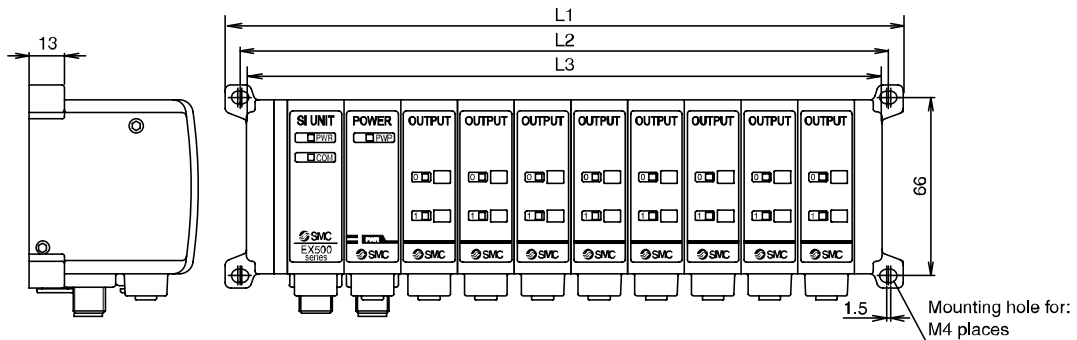 L1
L2
L3
13
SI UNIT POWER OUTPUT OUTPUT OUTPUT OUTPUT OUTPUT OUTPUT OUTPUT OUTPUT
PWR PWR
COM
0 0 0 0 0 0 0 0
1 1 1 1 1 1 1 1
66
PWR
SMC
EX500
series
SMC SMC SMC SMC SMC SMC SMC SMC SMC
1.5
Mounting hole for:
M4 places